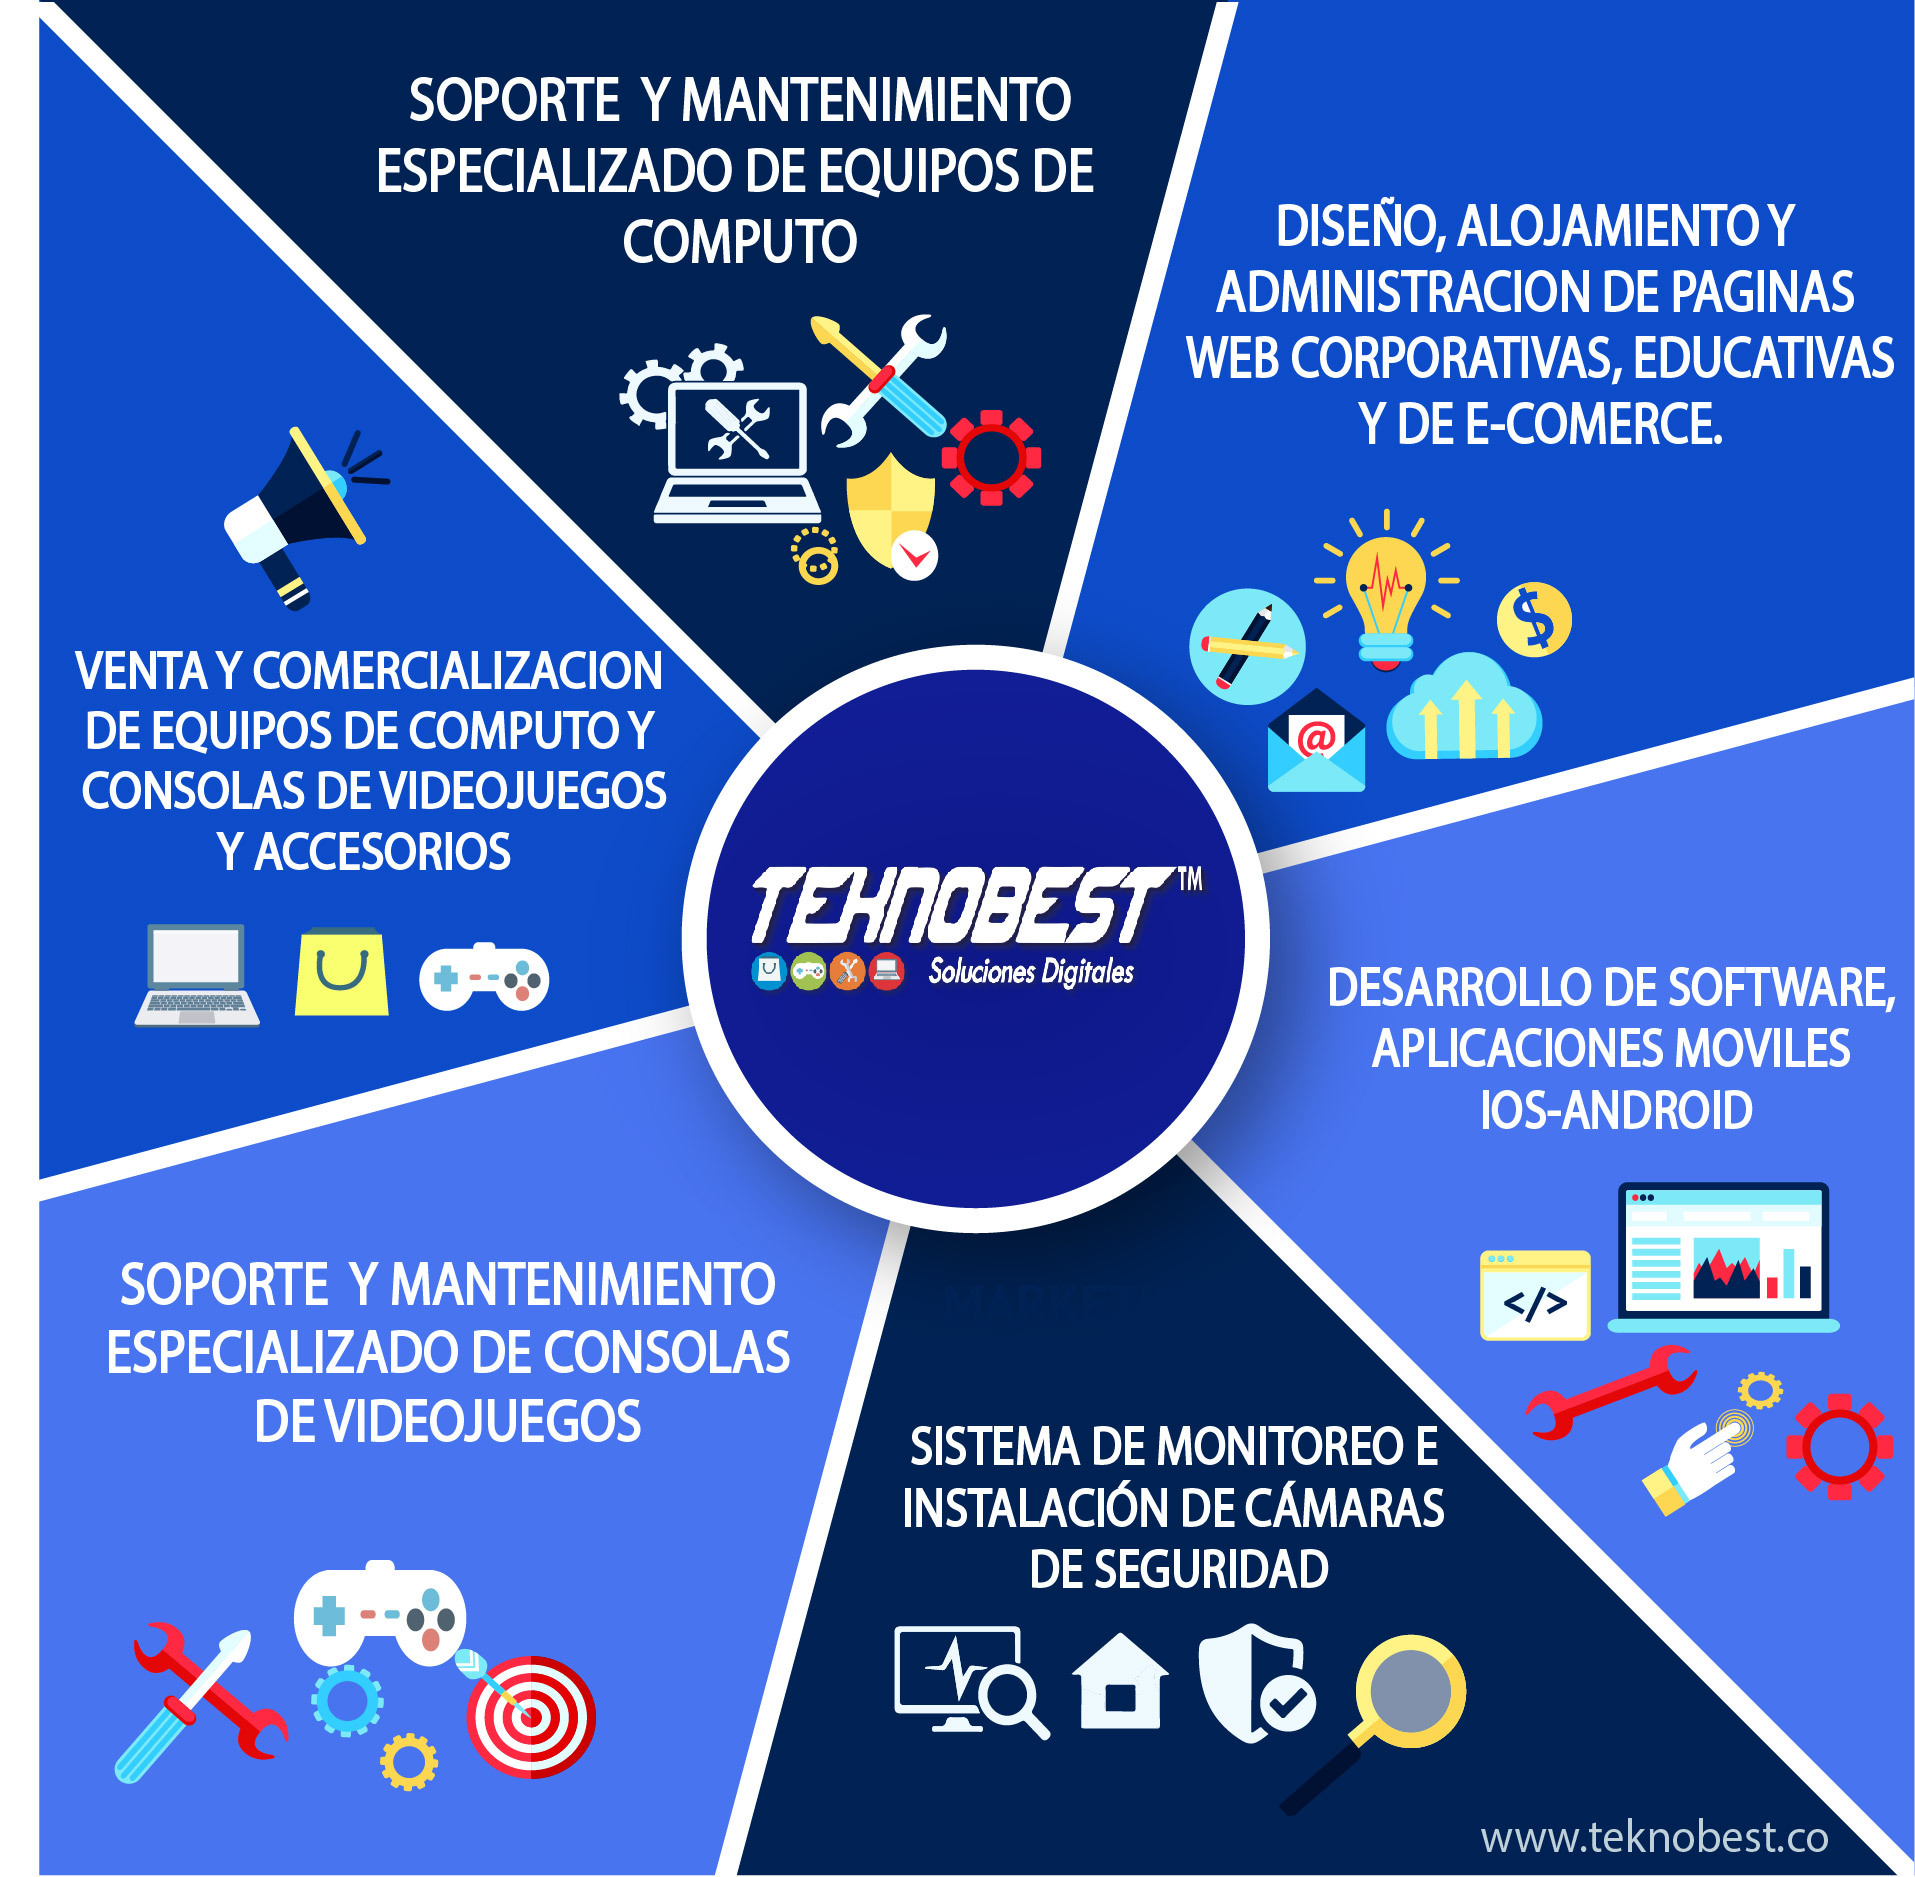 SOPORTE Y MANTENIMIENTO
ESPECIALIZADO DE EQUIPOS DE
COMPUTO
DISEÑO, ALOJAMIENTO Y
ADMINISTRACION DE PAGINAS
WEB CORPORATIVAS, EDUCATIVAS
Y DE E-COMERCE.
VENTA Y COMERCIALIZACION
DE EQUIPOS DE COMPUTO Y
CONSOLAS DE VIDEOJUEGOS
Y ACCESORIOS
TEKNOBEST™
Soluciones Digitales
DESARROLLO DE SOFTWARE,
APLICACIONES MOVILES
IOS-ANDROID
</>
SOPORTE Y MANTENIMIENTO
ESPECIALIZADO DE CONSOLAS
DE VIDEOJUEGOS
SISTEMA DE MONITOREO E
INSTALACIÓN DE CÁMARAS
DE SEGURIDAD
www.teknobest.co